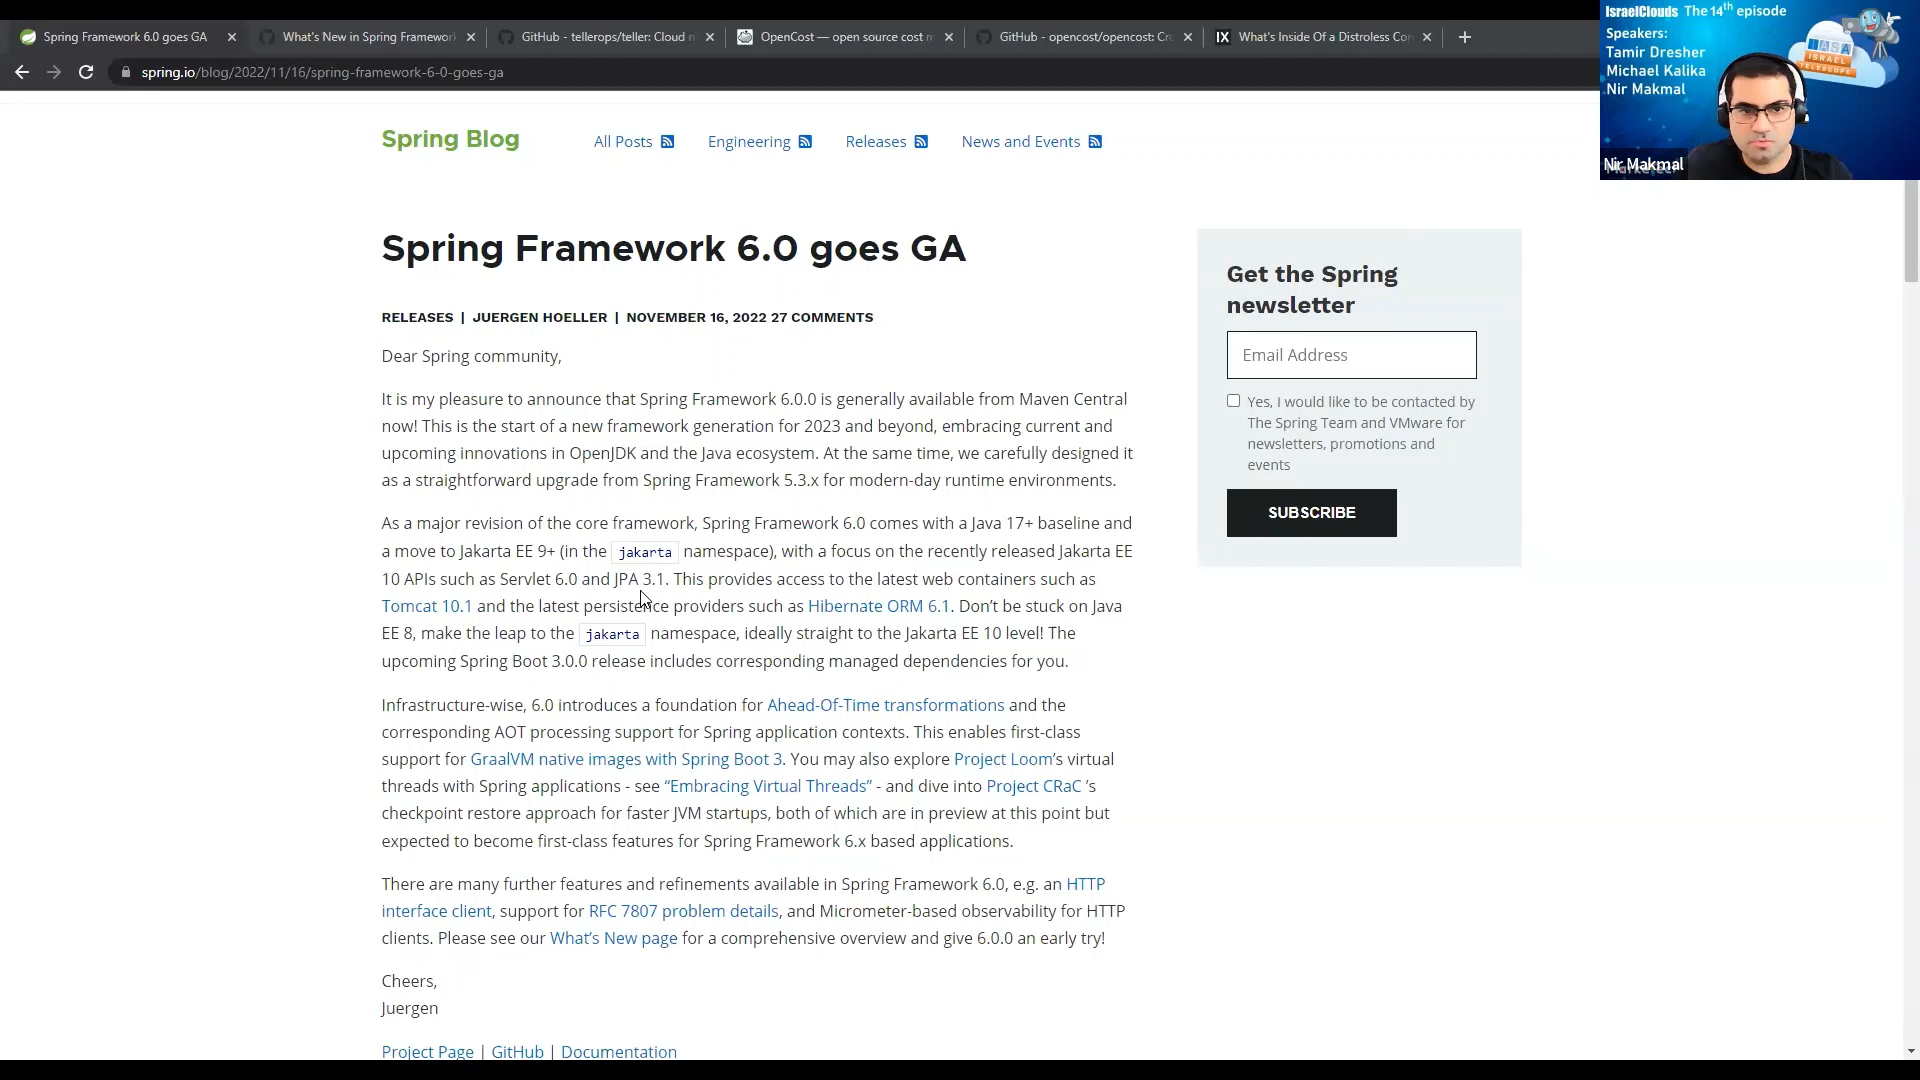 Spring Framework 6.0 goes GA
What's New in Spring Framework
GitHub - tellerops/teller: Cloud n
OpenCost — open source cost m
GitHub - opencost/opencost: Cr
What's Inside Of a Distroless Con
spring.io/blog/2022/11/16/spring-framework-6-0-goes-ga
IsraelClouds The 14th episode
Speakers:
Tamir Dresher
Michael Kalika
Nir Makmal
IASA
ISRAEL
TELESCOPE
Nir Makmal
Spring Blog
All Posts
Engineering
Releases
News and Events
Spring Framework 6.0 goes GA
RELEASES | JUERGEN HOELLER | NOVEMBER 16, 2022 27 COMMENTS
Dear Spring community,
It is my pleasure to announce that Spring Framework 6.0.0 is generally available from Maven Central
now! This is the start of a new framework generation for 2023 and beyond, embracing current and
upcoming innovations in OpenJDK and the Java ecosystem. At the same time, we carefully designed it
as a straightforward upgrade from Spring Framework 5.3.x for modern-day runtime environments.
As a major revision of the core framework, Spring Framework 6.0 comes with a Java 17+ baseline and
a move to Jakarta EE 9+ (in the jakarta namespace), with a focus on the recently released Jakarta EE
10 APIs such as Servlet 6.0 and JPA 3.1. This provides access to the latest web containers such as
Tomcat 10.1 and the latest persistence providers such as Hibernate ORM 6.1. Don't be stuck on Java
EE 8, make the leap to the jakarta namespace, ideally straight to the Jakarta EE 10 level! The
upcoming Spring Boot 3.0.0 release includes corresponding managed dependencies for you.
Infrastructure-wise, 6.0 introduces a foundation for Ahead-Of-Time transformations and the
corresponding AOT processing support for Spring application contexts. This enables first-class
support for GraalVM native images with Spring Boot 3. You may also explore Project Loom's virtual
threads with Spring applications - see “Embracing Virtual Threads” - and dive into Project CRaC 's
checkpoint restore approach for faster JVM startups, both of which are in preview at this point but
expected to become first-class features for Spring Framework 6.x based applications.
There are many further features and refinements available in Spring Framework 6.0, e.g. an HTTP
interface client, support for RFC 7807 problem details, and Micrometer-based observability for HTTP
clients. Please see our What's New page for a comprehensive overview and give 6.0.0 an early try!
Cheers,
Juergen
Project Page | GitHub | Documentation
Get the Spring
newsletter
Email Address
Yes, I would like to be contacted by
The Spring Team and VMware for
newsletters, promotions and
events
SUBSCRIBE